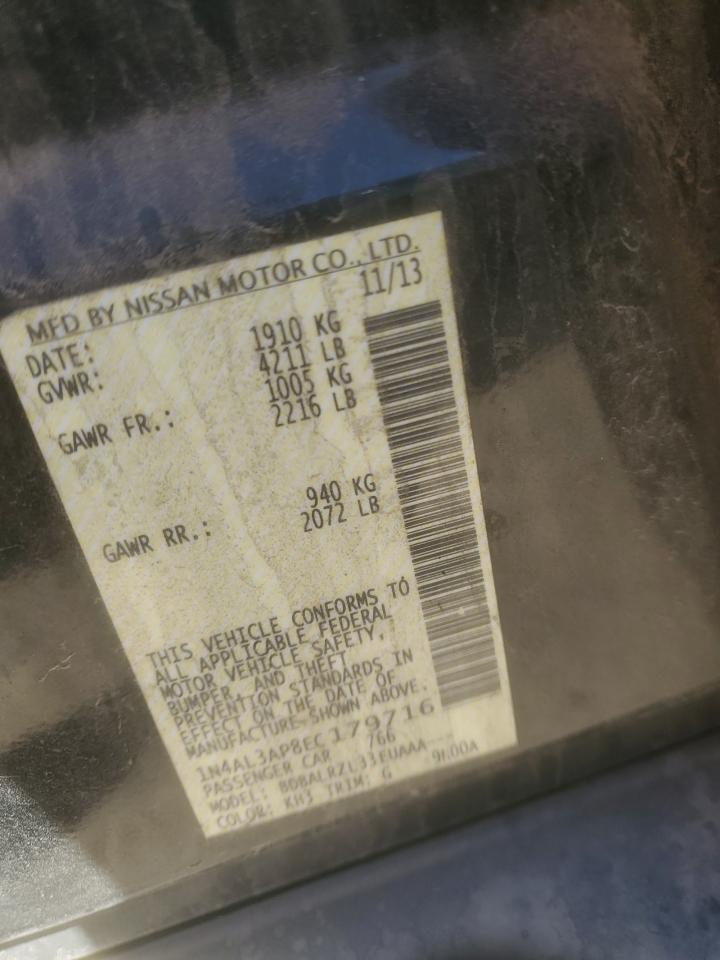 MFD BY NISSAN MOTOR CO., LTD.
DATE: 11/13
GVWR: 1910 KG
4211 LB
GAWR FR.: 1005 KG
2216 LB
GAWR RR.: 940 KG
2072 LB
THIS VEHICLE CONFORMS TO
ALL APPLICABLE FEDERAL
MOTOR VEHICLE SAFETY,
BUMPER, AND THEFT
PREVENTION STANDARDS IN
EFFECT ON THE DATE OF
MANUFACTURE SHOWN ABOVE.
1N4AL3AP8EC179716
PASSENGER CAR /66
MODEL: BDBALRZL33EUAAA
COLOR: KH3 TRIM: G